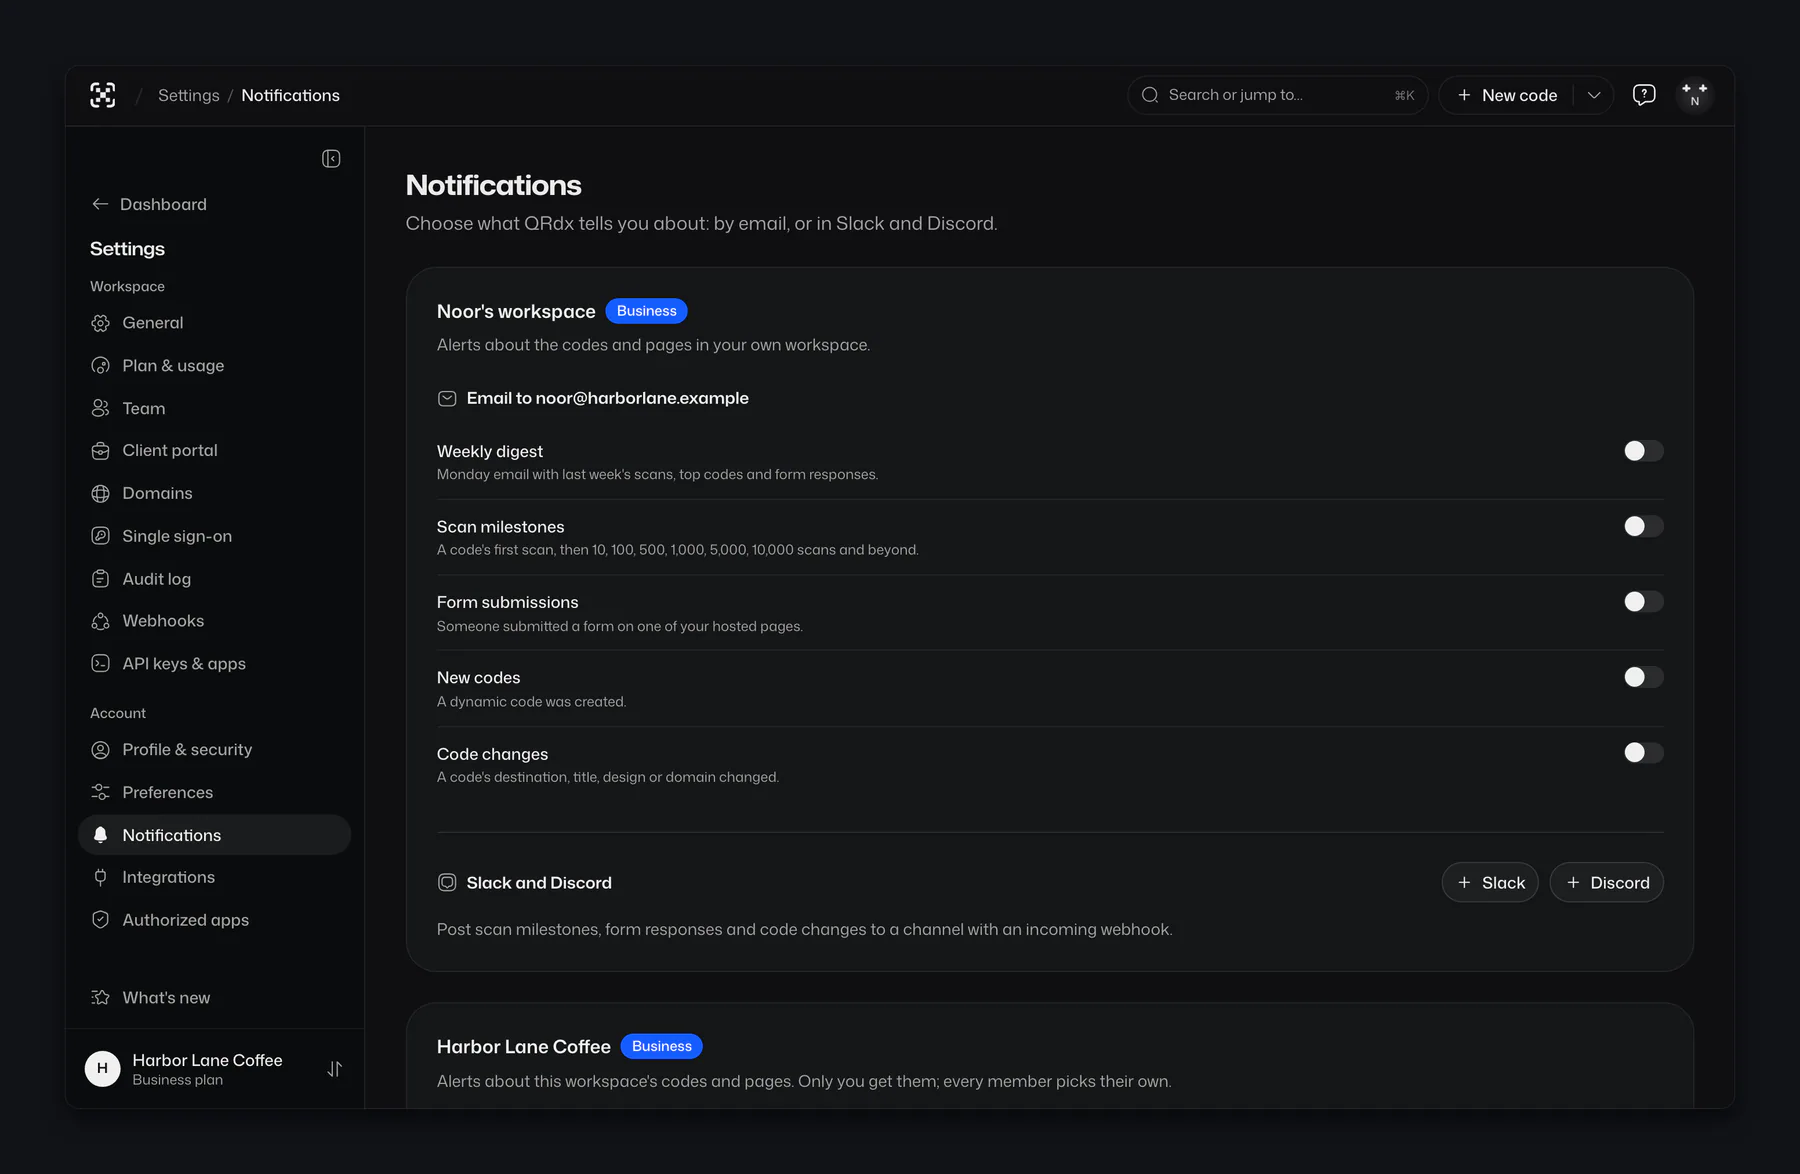 Settings / Notifications
Search or jump to...
⌘K
+ New code
N
Dashboard
Settings
Workspace
General
Plan & usage
Team
Client portal
Domains
Single sign-on
Audit log
Webhooks
API keys & apps
Account
Profile & security
Preferences
Notifications
Integrations
Authorized apps
What's new
H
Harbor Lane Coffee
Business plan
Notifications
Choose what QRdx tells you about: by email, or in Slack and Discord.
Noor's workspace Business
Alerts about the codes and pages in your own workspace.
Email to noor@harborlane.example
Weekly digest
Monday email with last week's scans, top codes and form responses.
Scan milestones
A code's first scan, then 10, 100, 500, 1,000, 5,000, 10,000 scans and beyond.
Form submissions
Someone submitted a form on one of your hosted pages.
New codes
A dynamic code was created.
Code changes
A code's destination, title, design or domain changed.
Slack and Discord
+ Slack
+ Discord
Post scan milestones, form responses and code changes to a channel with an incoming webhook.
Harbor Lane Coffee Business
Alerts about this workspace's codes and pages. Only you get them; every member picks their own.